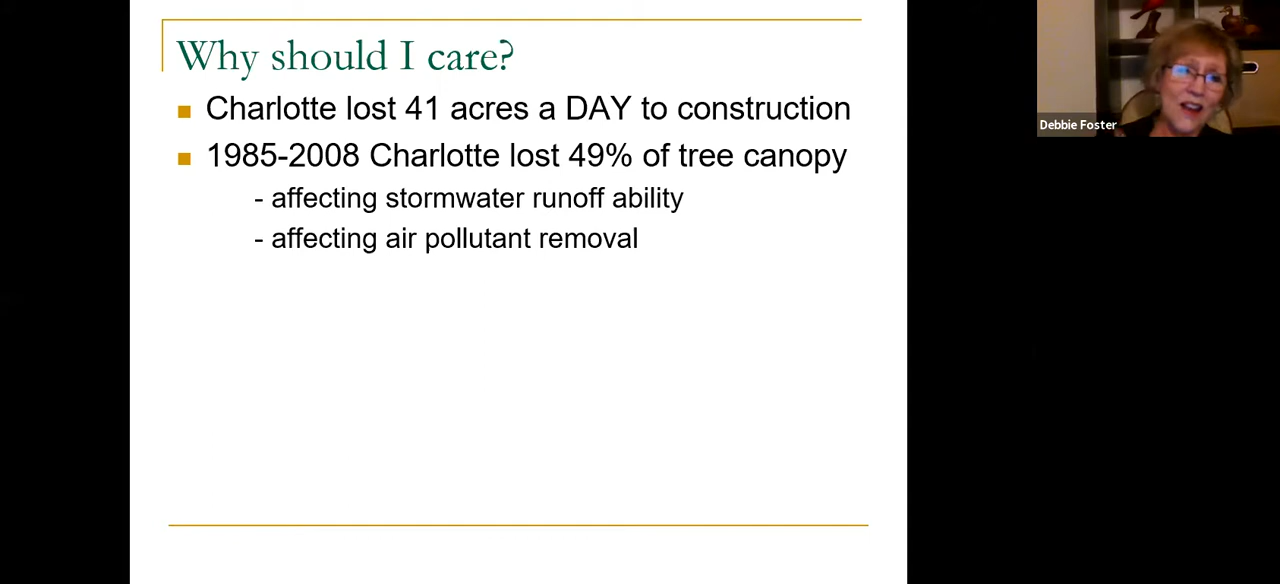 Why should I care?
Charlotte lost 41 acres a DAY to construction
1985-2008 Charlotte lost 49% of tree canopy
- affecting stormwater runoff ability
- affecting air pollutant removal
Debbie Foster